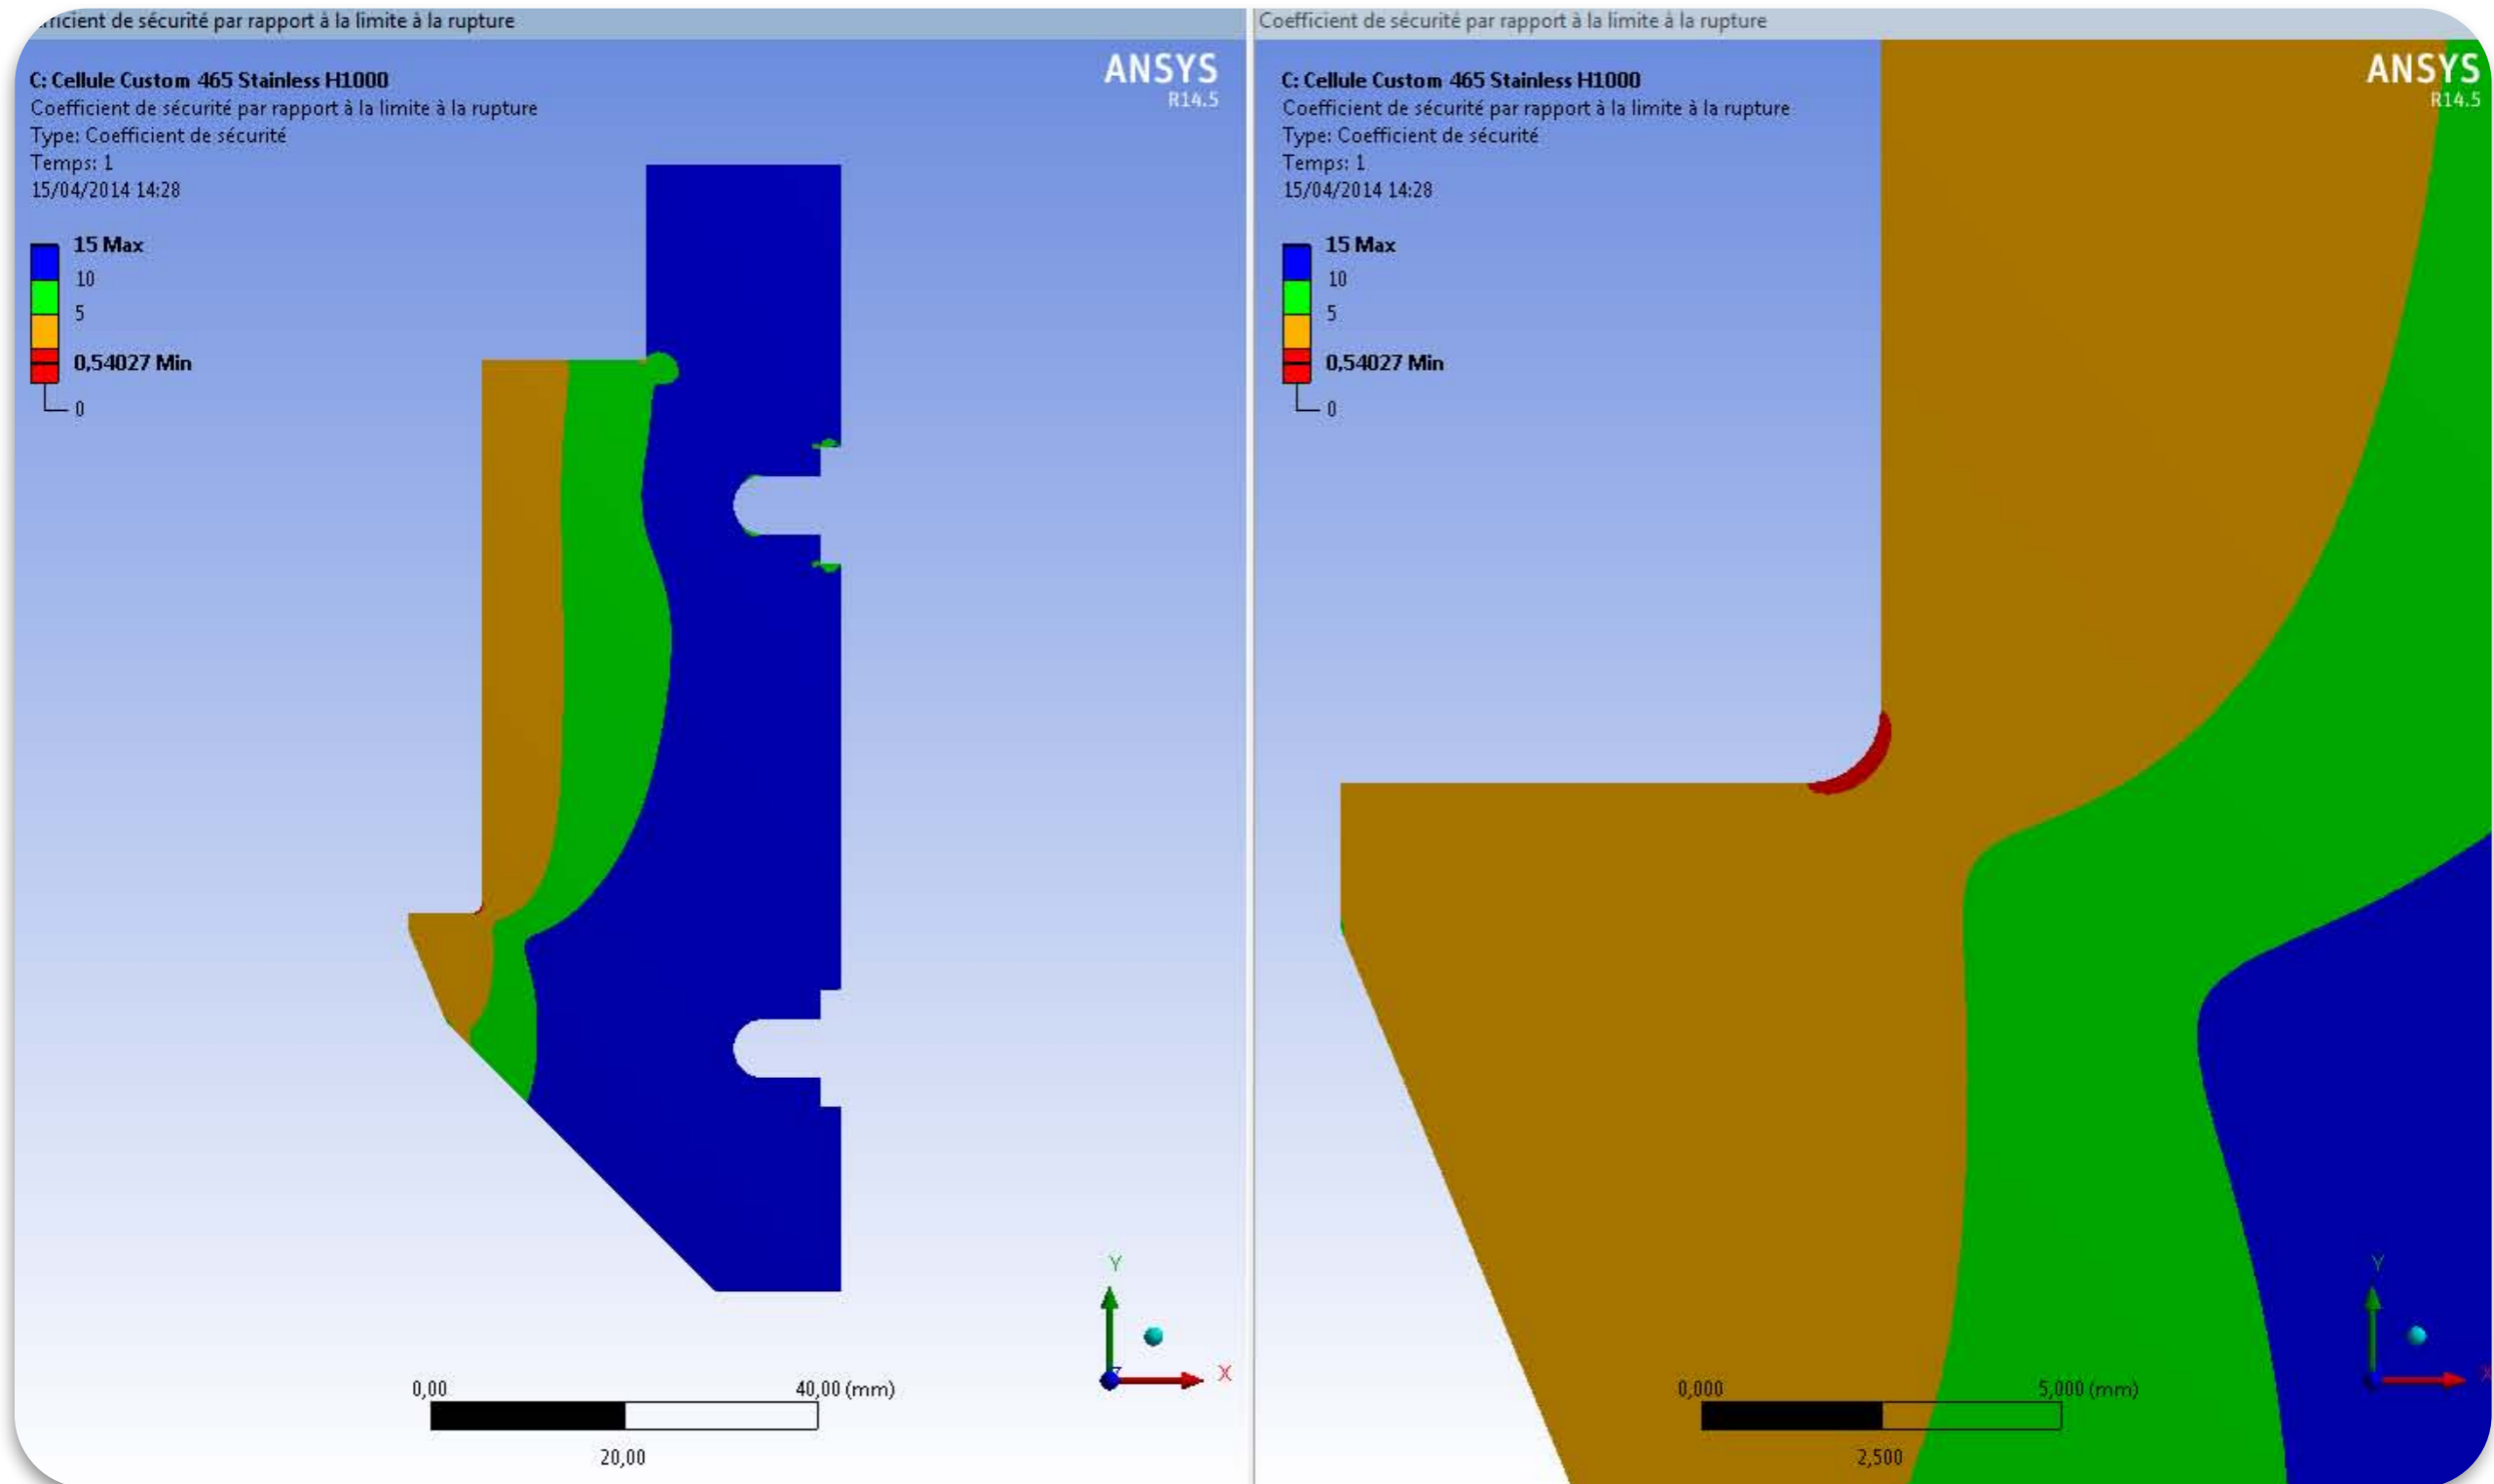 de sécurité par rapport à la limite à la rupture
ANSYS
R14.5
C: Cellule Custom 465 Stainless H1000
Coefficient de sécurité par rapport à la limite à la rupture
Type: Coefficient de sécurité
Temps: 1
15/04/2014 14:28
15 Max
10
5
0,54027 Min
0
Y
X
0,00
40,00 (mm)
20,00
Coefficient de sécurité par rapport à la limite à la rupture
ANSYS
R14.5
C: Cellule Custom 465 Stainless H1000
Coefficient de sécurité par rapport à la limite à la rupture
Type: Coefficient de sécurité
Temps: 1
15/04/2014 14:28
15 Max
10
5
0,54027 Min
0
Y
X
0,000
5,000 (mm)
2,500